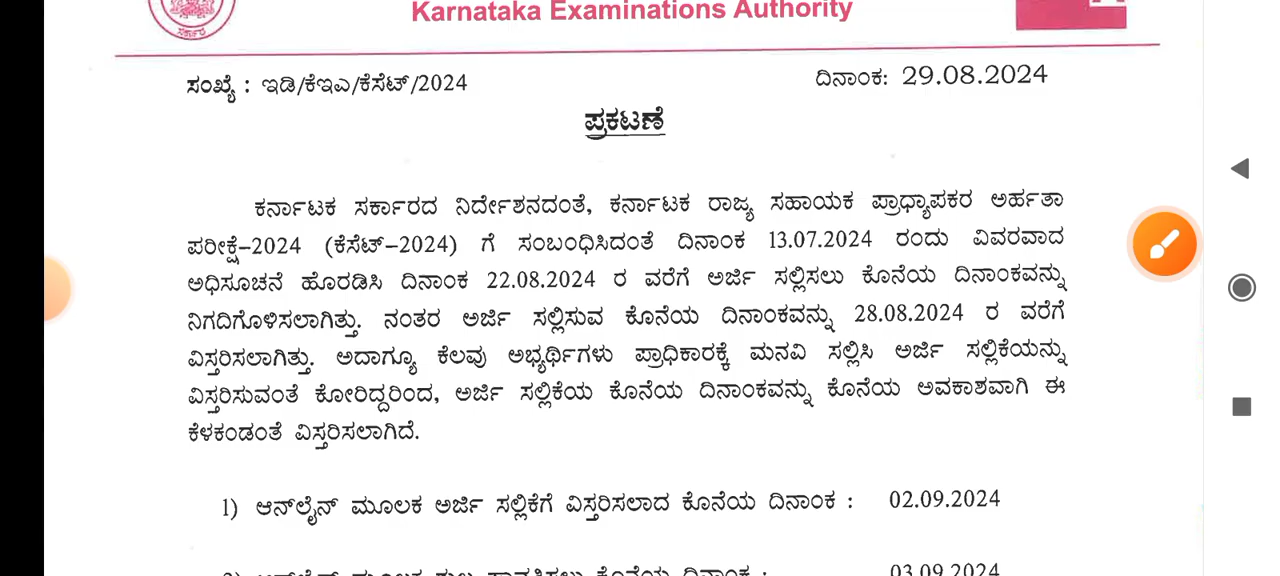 ಸರ್ಕಾರ
Karnataka Examinations Authority
ಸಂಖ್ಯೆ : ಇಡಿ/ಕೆಇಎ/ಕೆಸೆಟ್/2024
ದಿನಾಂಕ: 29.08.2024
ಪ್ರಕಟಣೆ
ಕರ್ನಾಟಕ ಸರ್ಕಾರದ ನಿರ್ದೇಶನದಂತೆ, ಕರ್ನಾಟಕ ರಾಜ್ಯ ಸಹಾಯಕ ಪ್ರಾಧ್ಯಾಪಕರ ಅರ್ಹತಾ
ಪರೀಕ್ಷೆ-2024 (ಕೆಸೆಟ್-2024) ಗೆ ಸಂಬಂಧಿಸಿದಂತೆ ದಿನಾಂಕ 13.07.2024 ರಂದು ವಿವರವಾದ
ಅಧಿಸೂಚನೆ ಹೊರಡಿಸಿ ದಿನಾಂಕ 22.08.2024 ರ ವರೆಗೆ ಅರ್ಜಿ ಸಲ್ಲಿಸಲು ಕೊನೆಯ ದಿನಾಂಕವನ್ನು
ನಿಗದಿಗೊಳಿಸಲಾಗಿತ್ತು. ನಂತರ ಅರ್ಜಿ ಸಲ್ಲಿಸುವ ಕೊನೆಯ ದಿನಾಂಕವನ್ನು 28.08.2024 ರ ವರೆಗೆ
ವಿಸ್ತರಿಸಲಾಗಿತ್ತು. ಅದಾಗ್ಯೂ ಕೆಲವು ಅಭ್ಯರ್ಥಿಗಳು ಪ್ರಾಧಿಕಾರಕ್ಕೆ ಮನವಿ ಸಲ್ಲಿಸಿ ಅರ್ಜಿ ಸಲ್ಲಿಕೆಯನ್ನು
ವಿಸ್ತರಿಸುವಂತೆ ಕೋರಿದ್ದರಿಂದ, ಅರ್ಜಿ ಸಲ್ಲಿಕೆಯ ಕೊನೆಯ ದಿನಾಂಕವನ್ನು ಕೊನೆಯ ಅವಕಾಶವಾಗಿ ಈ
ಕೆಳಕಂಡಂತೆ ವಿಸ್ತರಿಸಲಾಗಿದೆ.
1) ಆನ್‌ಲೈನ್ ಮೂಲಕ ಅರ್ಜಿ ಸಲ್ಲಿಕೆಗೆ ವಿಸ್ತರಿಸಲಾದ ಕೊನೆಯ ದಿನಾಂಕ : 02.09.2024
03.09.2024